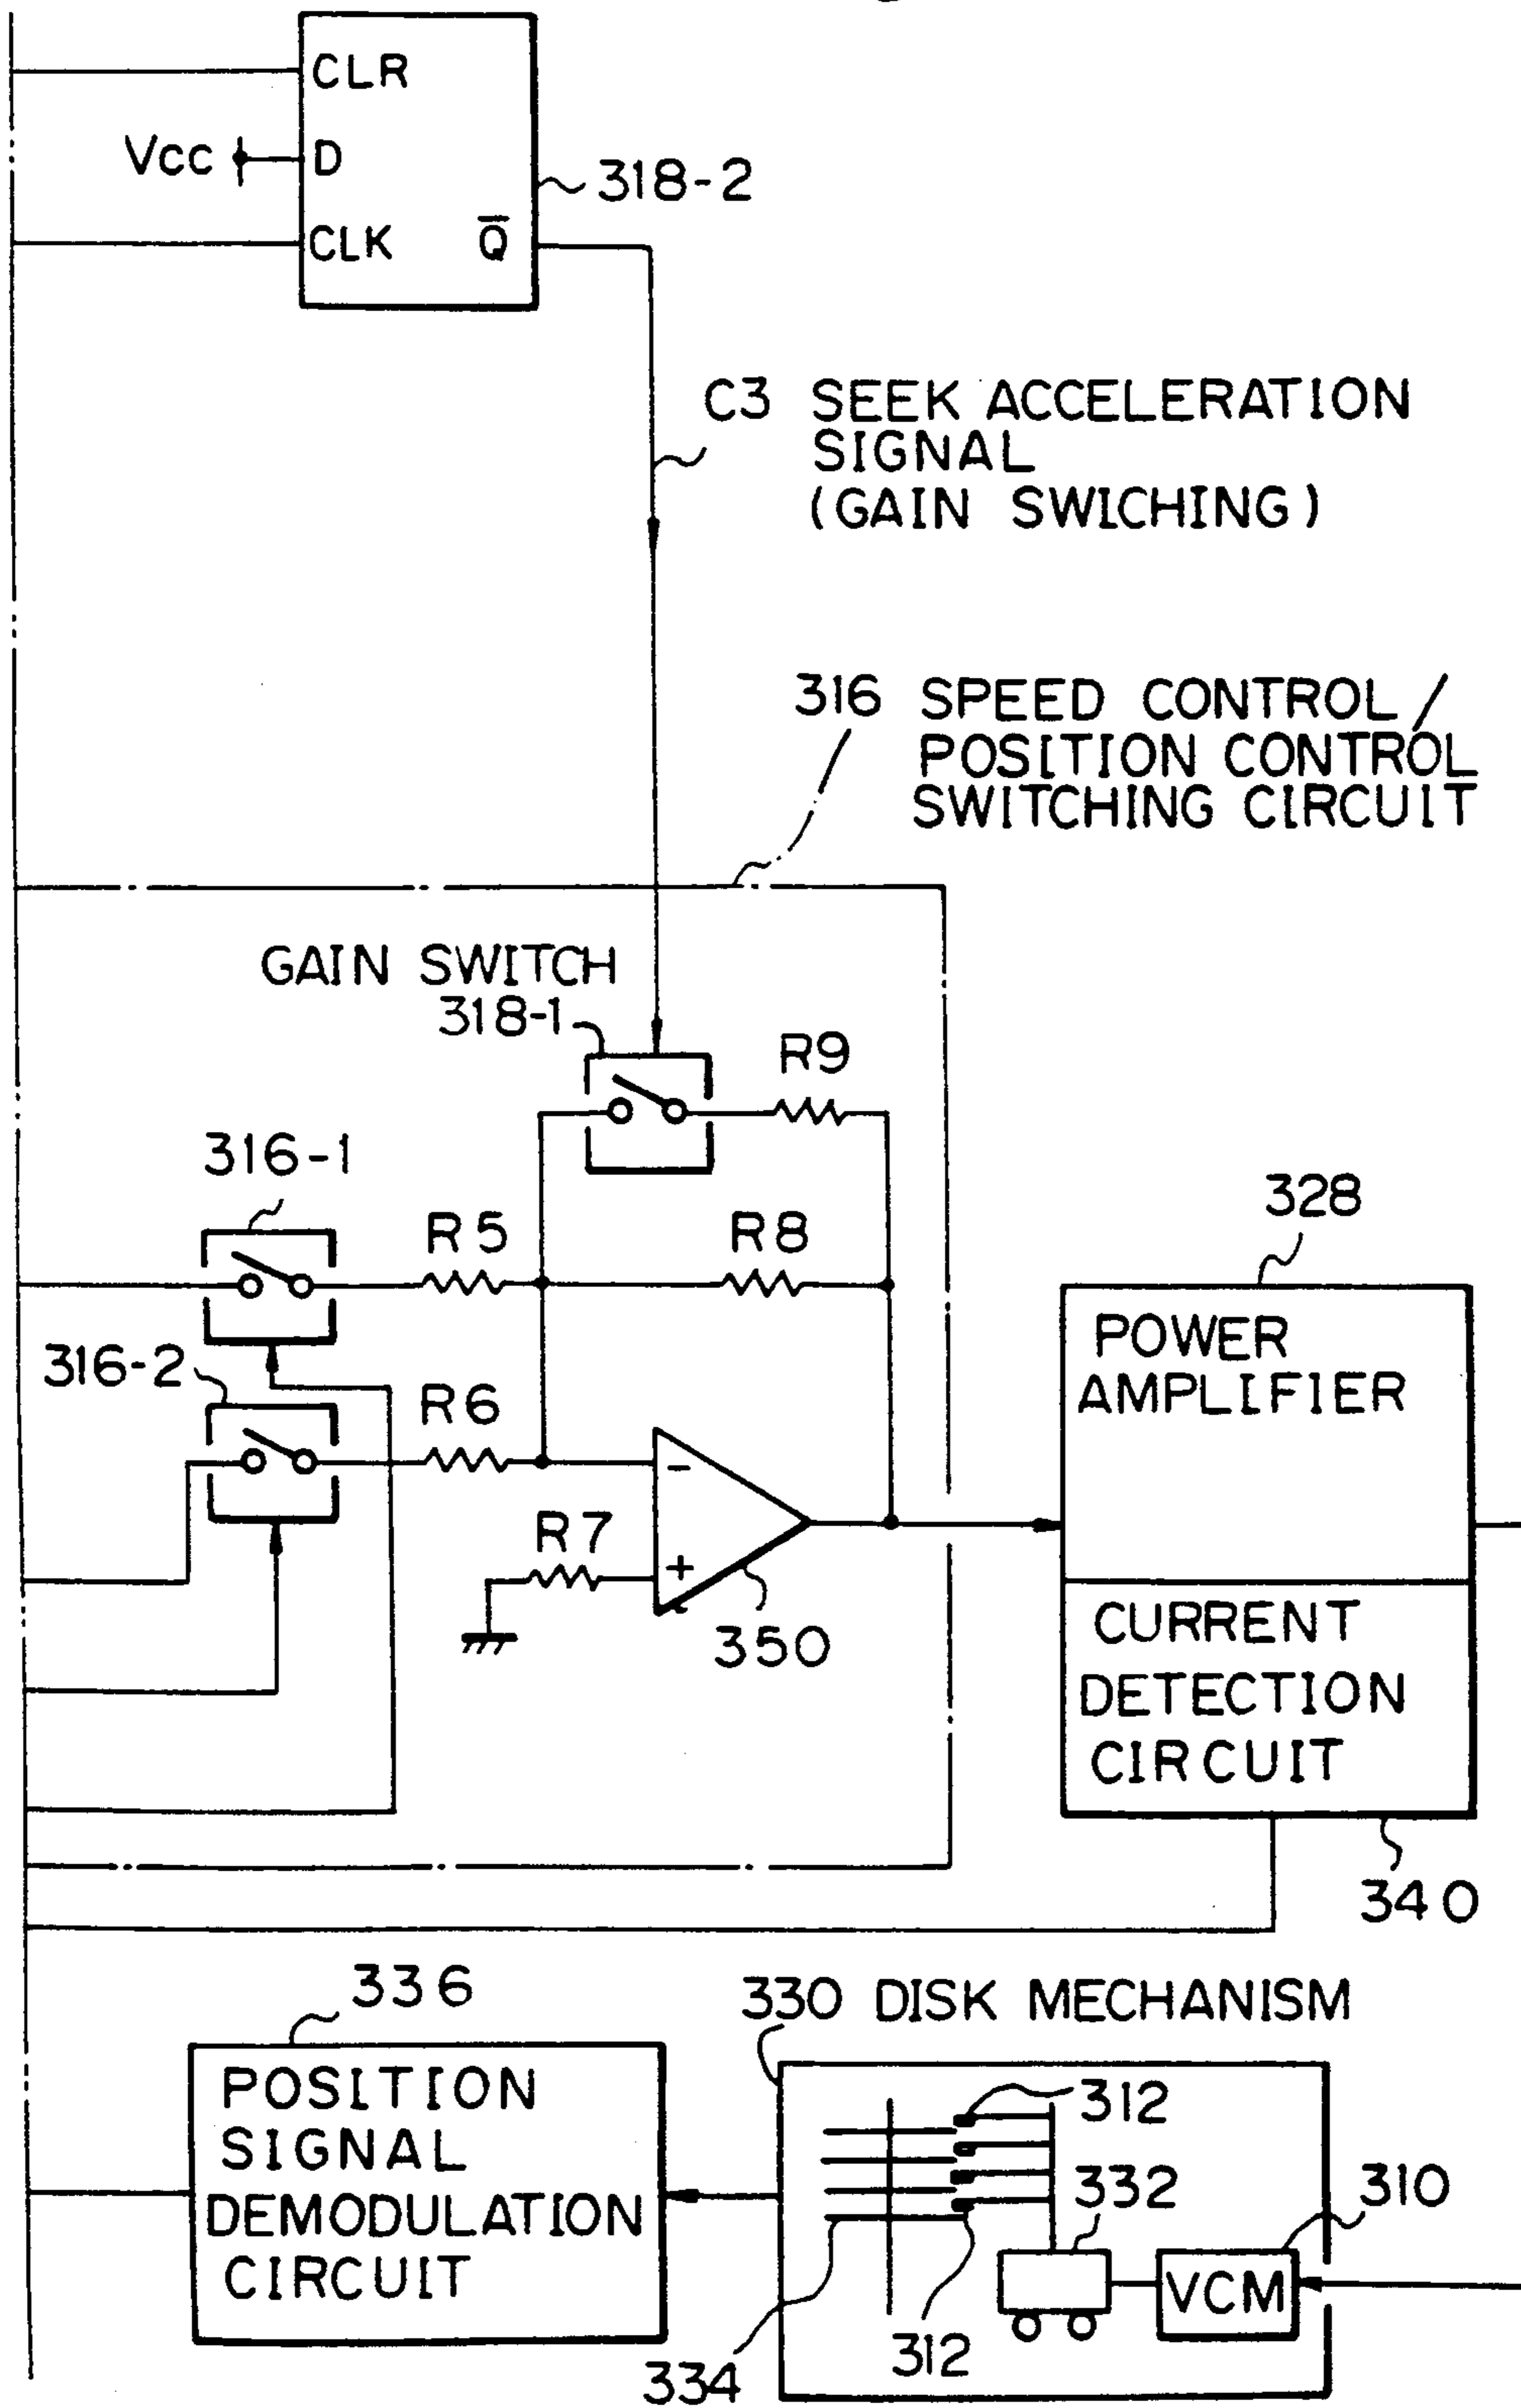 CLR
Vcc
D
318-2
CLK
Q̅
C3 SEEK ACCELERATION
SIGNAL
(GAIN SWICHING)
316 SPEED CONTROL/
POSITION CONTROL
SWITCHING CIRCUIT
GAIN SWITCH
318-1
R9
316-1
R5
R8
328
POWER
AMPLIFIER
316-2
R6
−
R7
+
350
CURRENT
DETECTION
CIRCUIT
340
336
330 DISK MECHANISM
POSITION
SIGNAL
DEMODULATION
CIRCUIT
312
332
310
VCM
334
312